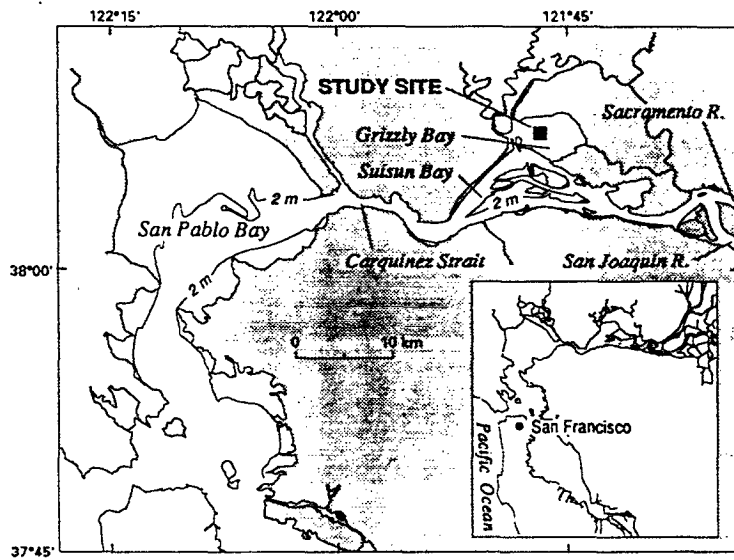 122°15' 122°00' 121°45'
STUDY SITE
Sacramento R.
Grizzly Bay
Suisun Bay
2 m
2 m
San Pablo Bay
Carquinez Strait
San Joaquin R.
38°00'
2 m
0 10 km
San Francisco
Pacific Ocean
37°45'